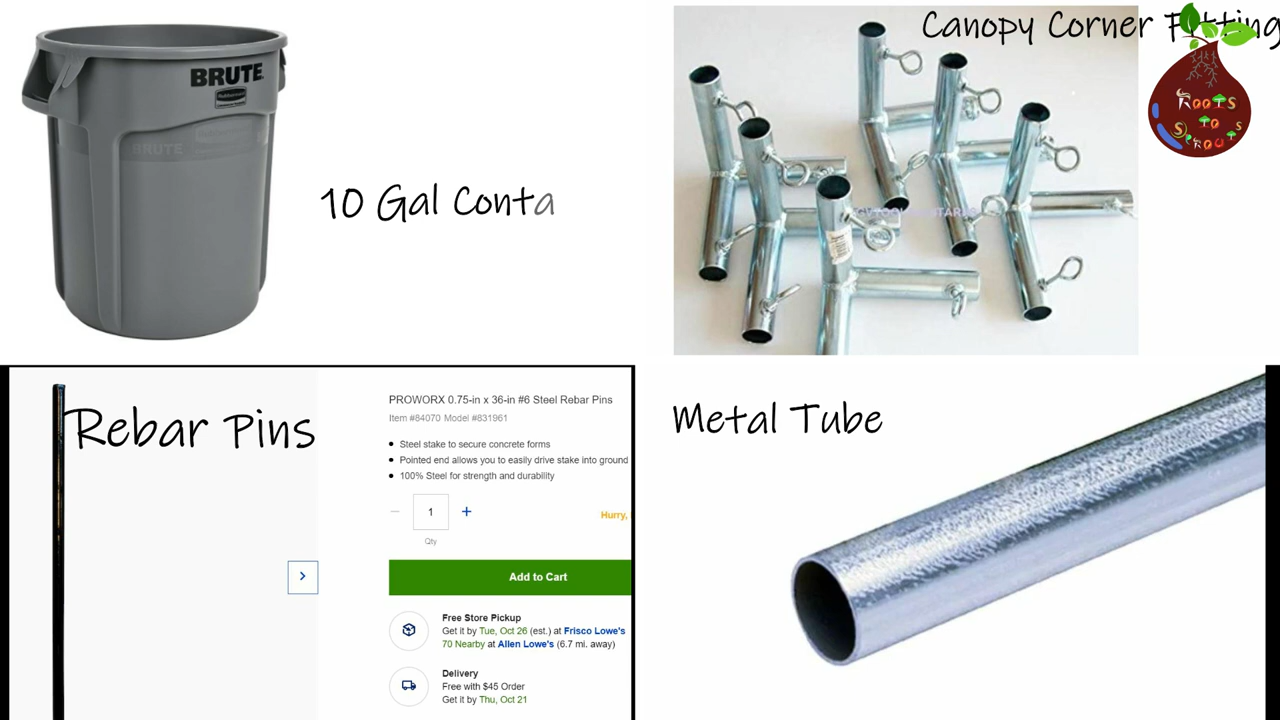 BRUTE
10 Gal Conta
Canopy Corner Fitting
Roots
To
Sprouts
Rebar Pins
PROWORX 0.75-in x 36-in #6 Steel Rebar Pins
Item #84070 Model #831961
Steel stake to secure concrete forms
Pointed end allows you to easily drive stake into ground
100% Steel for strength and durability
− 1 +
Hurry,
Qty
Add to Cart
Free Store Pickup
Get it by Tue, Oct 26 (est.) at Frisco Lowe's
70 Nearby at Allen Lowe's (6.7 mi. away)
Delivery
Free with $45 Order
Get it by Thu, Oct 21
Metal Tube